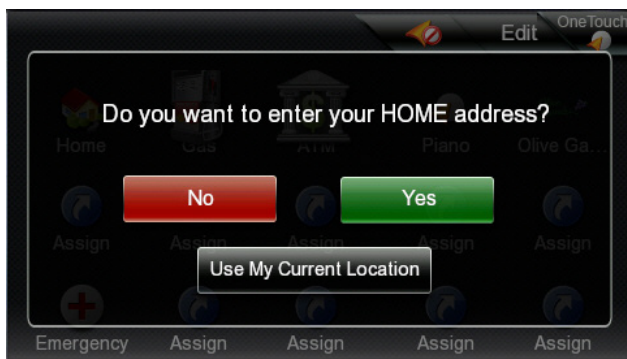 Edit
OneTouch
Do you want to enter your HOME address?
Home
Gas
ATM
Piano
Olive Ga...
No
Yes
Assign
Assign
Assign
Assign
Assign
Use My Current Location
Emergency
Assign
Assign
Assign
Assign